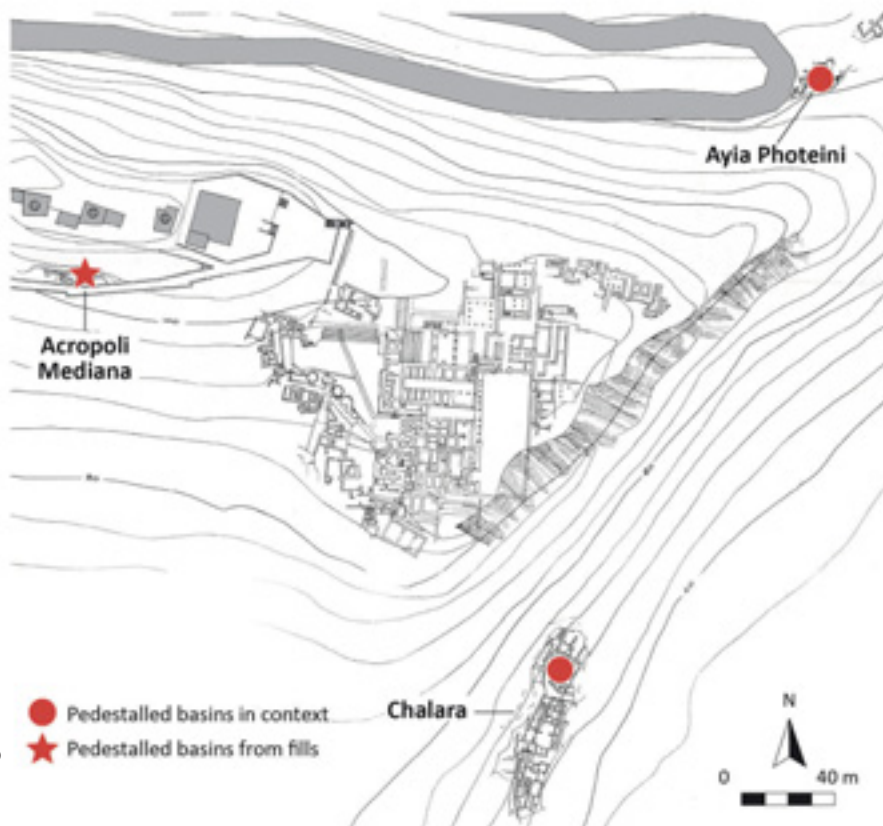 Ayia Photeini
Acropoli
Mediana
Chalara
Pedestalled basins in context
Pedestalled basins from fills
N
0 40 m